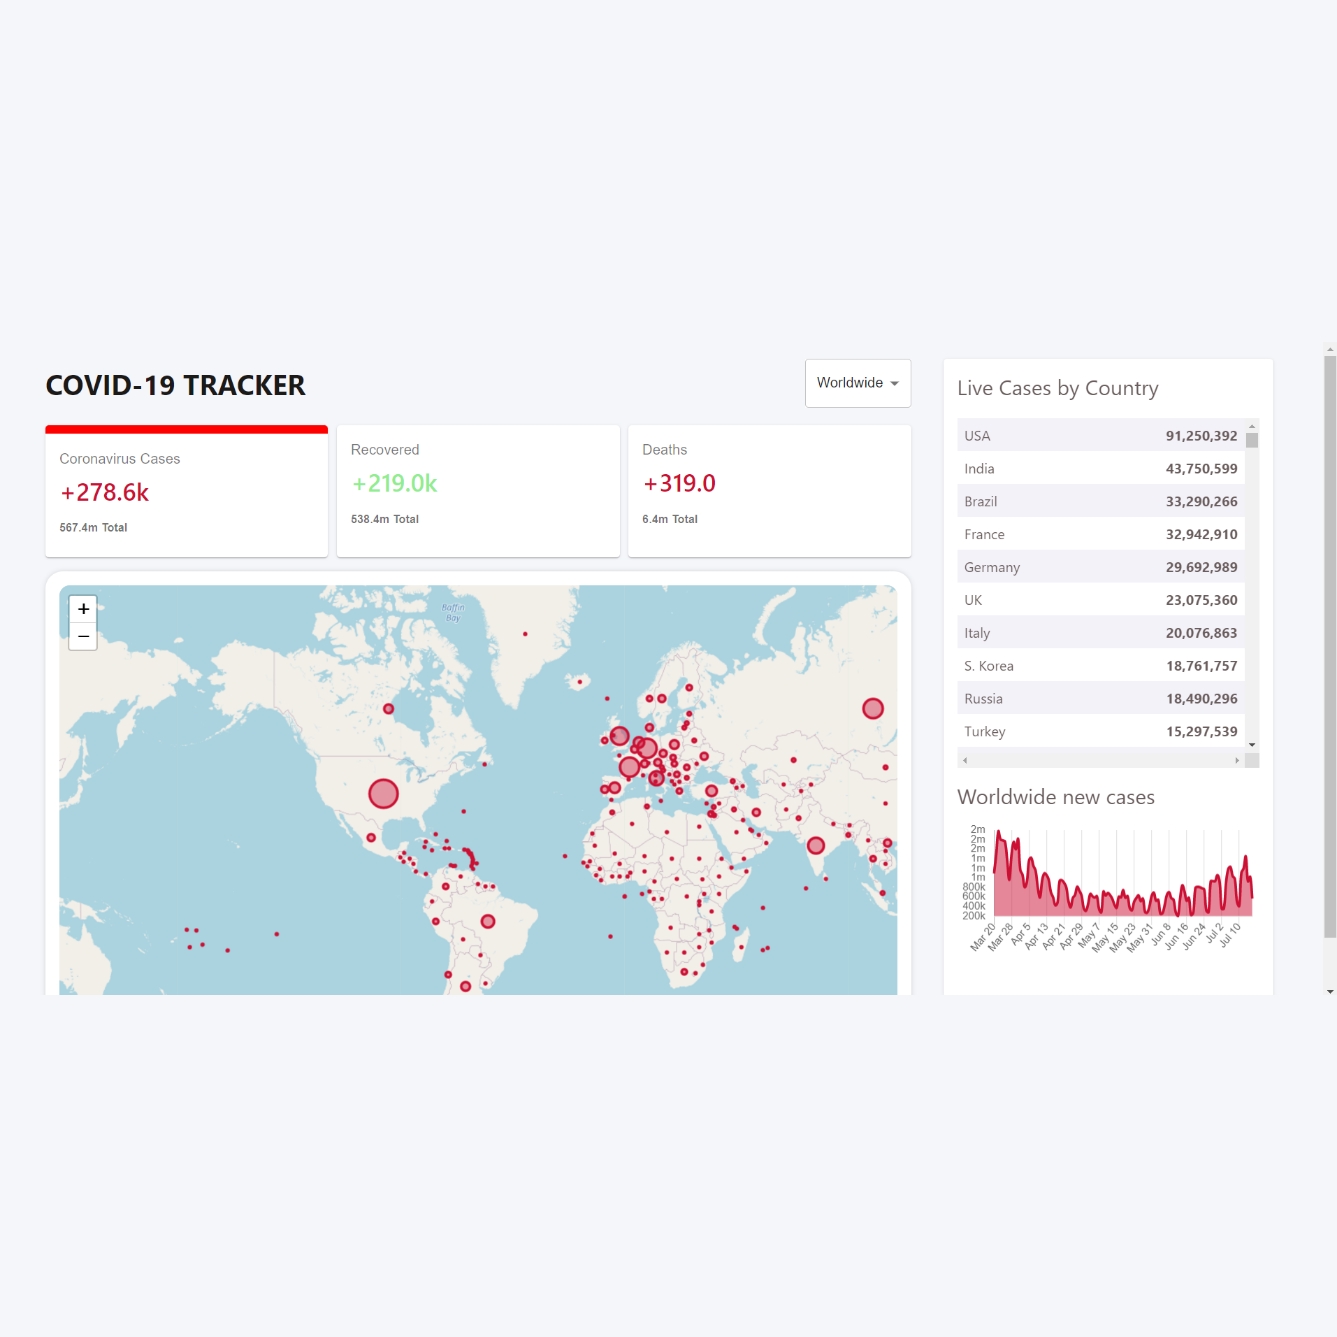 COVID-19 TRACKER
Worldwide
Coronavirus Cases
+278.6k
567.4m Total
Recovered
+219.0k
538.4m Total
Deaths
+319.0
6.4m Total
+
−
Baffin
Bay
Live Cases by Country
USA 91,250,392
India 43,750,599
Brazil 33,290,266
France 32,942,910
Germany 29,692,989
UK 23,075,360
Italy 20,076,863
S. Korea 18,761,757
Russia 18,490,296
Turkey 15,297,539
Worldwide new cases
2m
2m
2m
1m
1m
1m
800k
600k
400k
200k
Mar 20
Mar 28
Apr 5
Apr 13
Apr 21
Apr 29
May 7
May 15
May 23
May 31
Jun 8
Jun 16
Jun 24
Jul 2
Jul 10